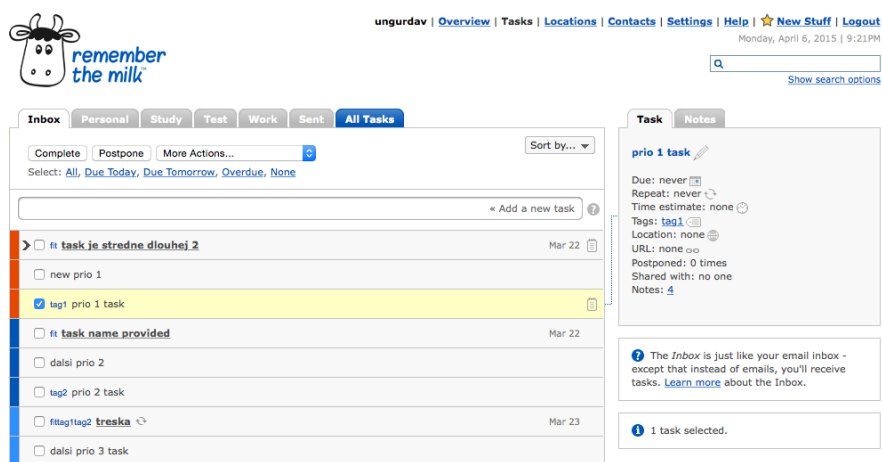 ungurdav | Overview | Tasks | Locations | Contacts | Settings | Help | New Stuff | Logout
Monday, April 6, 2015 | 9:21PM
remember
the milk™
Show search options
Inbox Personal Study Test Work Sent All Tasks
Complete Postpone More Actions... Sort by...
Select: All, Due Today, Due Tomorrow, Overdue, None
« Add a new task ?
fit task je stredne dlouhej 2 Mar 22
new prio 1
tag1 prio 1 task
fit task name provided Mar 22
dalsi prio 2
tag2 prio 2 task
fittag1tag2 treska Mar 23
dalsi prio 3 task
Task Notes
prio 1 task
Due: never
Repeat: never
Time estimate: none
Tags: tag1
Location: none
URL: none
Postponed: 0 times
Shared with: no one
Notes: 4
? The Inbox is just like your email inbox -
except that instead of emails, you'll receive
tasks. Learn more about the Inbox.
i 1 task selected.